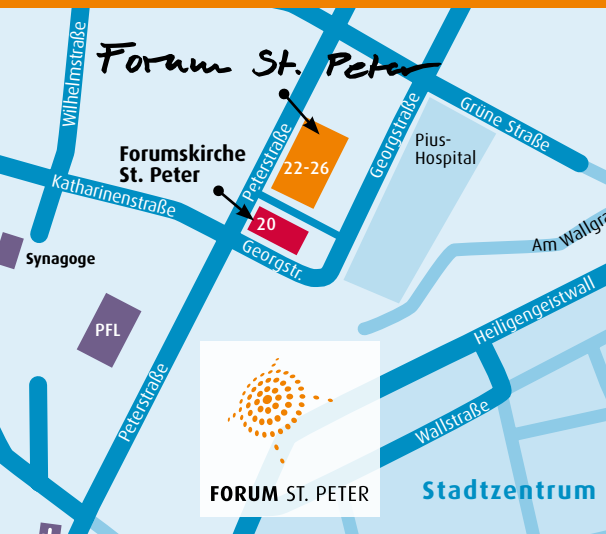 Forum St. Peter
Wilhelmstraße
Grüne Straße
Georgstraße
Peterstraße
Pius-
Hospital
Forumskirche
St. Peter
22-26
Katharinenstraße
20
Georgstr.
Synagoge
PFL
Heiligengeistwall
Peterstraße
Wallstraße
FORUM ST. PETER
Stadtzentrum
Am